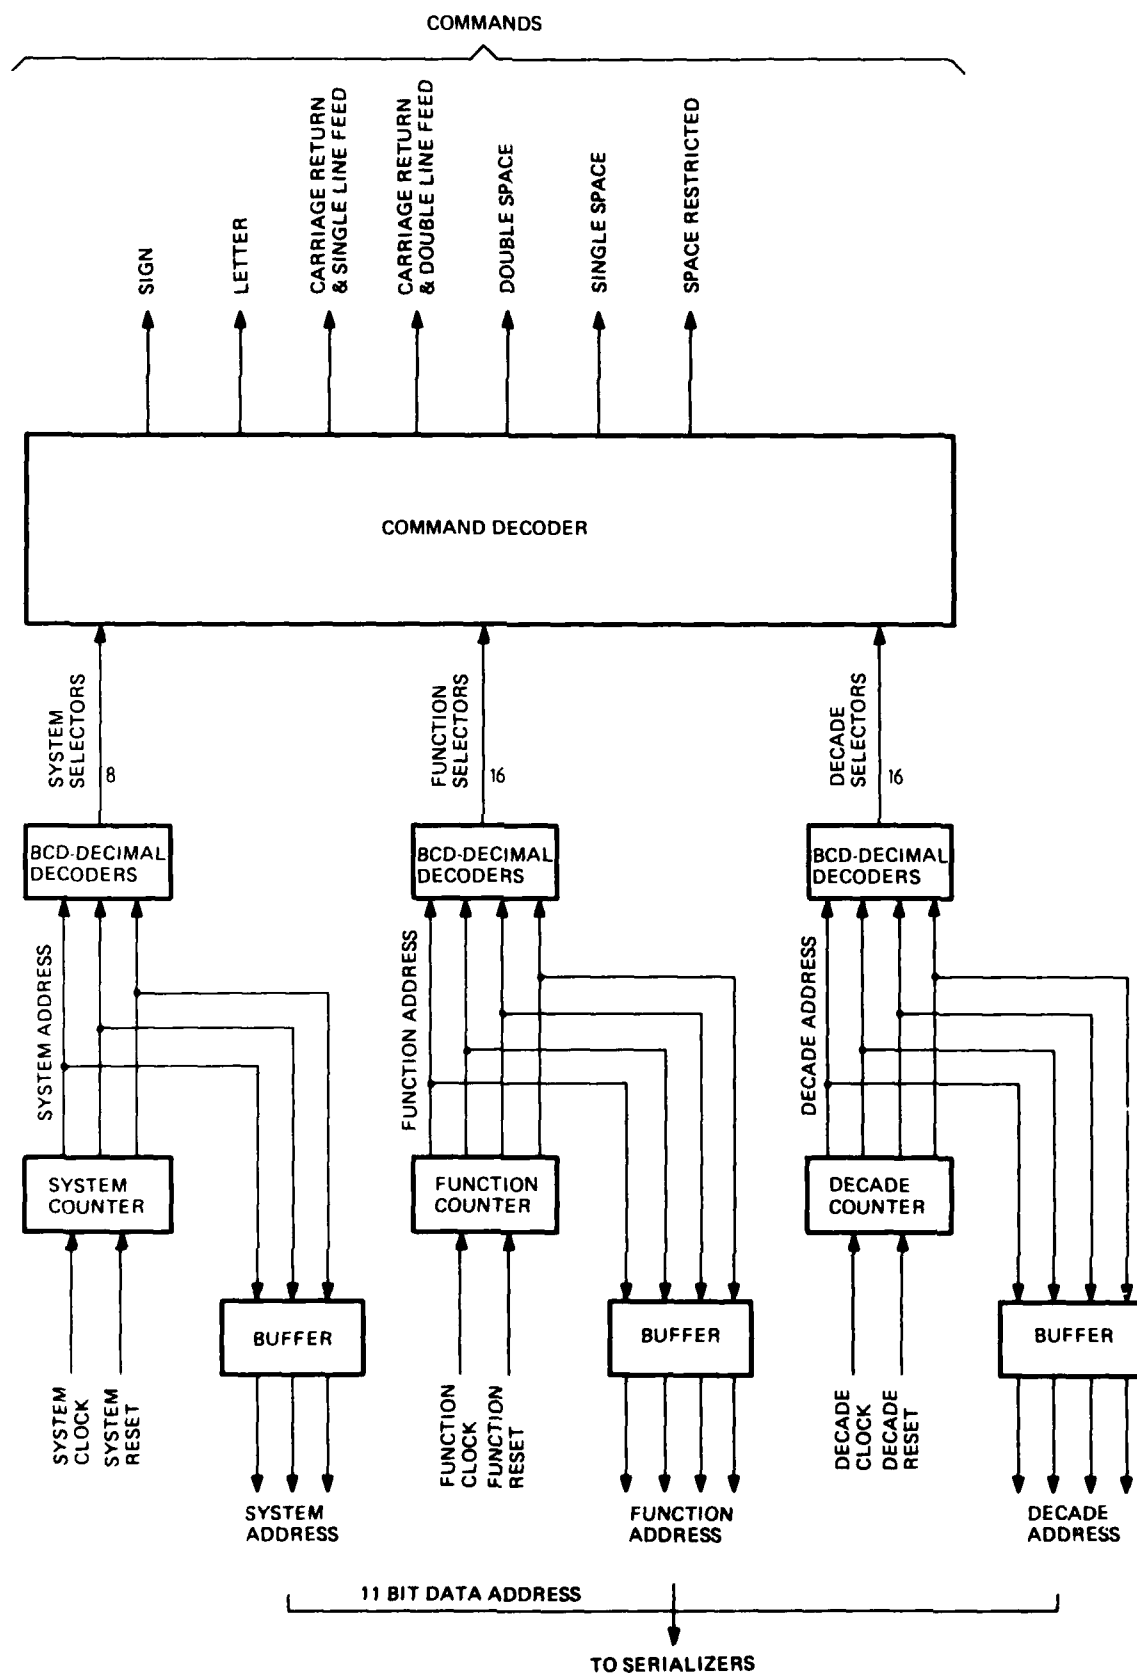 COMMANDS
SIGN
LETTER
CARRIAGE RETURN
& SINGLE LINE FEED
CARRIAGE RETURN
& DOUBLE LINE FEED
DOUBLE SPACE
SINGLE SPACE
SPACE RESTRICTED
COMMAND DECODER
SYSTEM
SELECTORS
8
FUNCTION
SELECTORS
16
DECADE
SELECTORS
16
BCD-DECIMAL
DECODERS
BCD-DECIMAL
DECODERS
BCD-DECIMAL
DECODERS
SYSTEM ADDRESS
FUNCTION ADDRESS
DECADE ADDRESS
SYSTEM
COUNTER
FUNCTION
COUNTER
DECADE
COUNTER
BUFFER
BUFFER
BUFFER
SYSTEM
CLOCK
SYSTEM
RESET
FUNCTION
CLOCK
FUNCTION
RESET
DECADE
CLOCK
DECADE
RESET
SYSTEM
ADDRESS
FUNCTION
ADDRESS
DECADE
ADDRESS
11 BIT DATA ADDRESS
TO SERIALIZERS